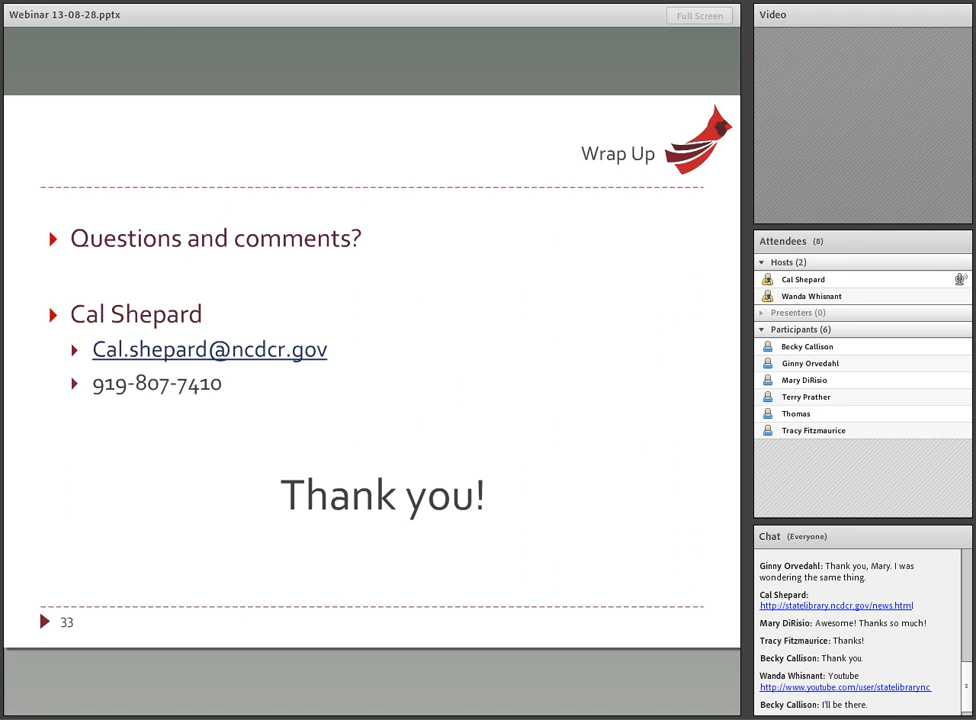 Webinar 13-08-28.pptx
Full Screen
Wrap Up
Questions and comments?
Cal Shepard
Cal.shepard@ncdcr.gov
919-807-7410
Thank you!
33
Video
Attendees (8)
Hosts (2)
Cal Shepard
Wanda Whisnant
Presenters (0)
Participants (6)
Becky Callison
Ginny Orvedahl
Mary DiRisio
Terry Prather
Thomas
Tracy Fitzmaurice
Chat (Everyone)
Ginny Orvedahl: Thank you, Mary. I was
wondering the same thing.
Cal Shepard:
http://statelibrary.ncdcr.gov/news.html
Mary DiRisio: Awesome! Thanks so much!
Tracy Fitzmaurice: Thanks!
Becky Callison: Thank you.
Wanda Whisnant: Youtube
http://www.youtube.com/user/statelibrarync
Becky Callison: I'll be there.